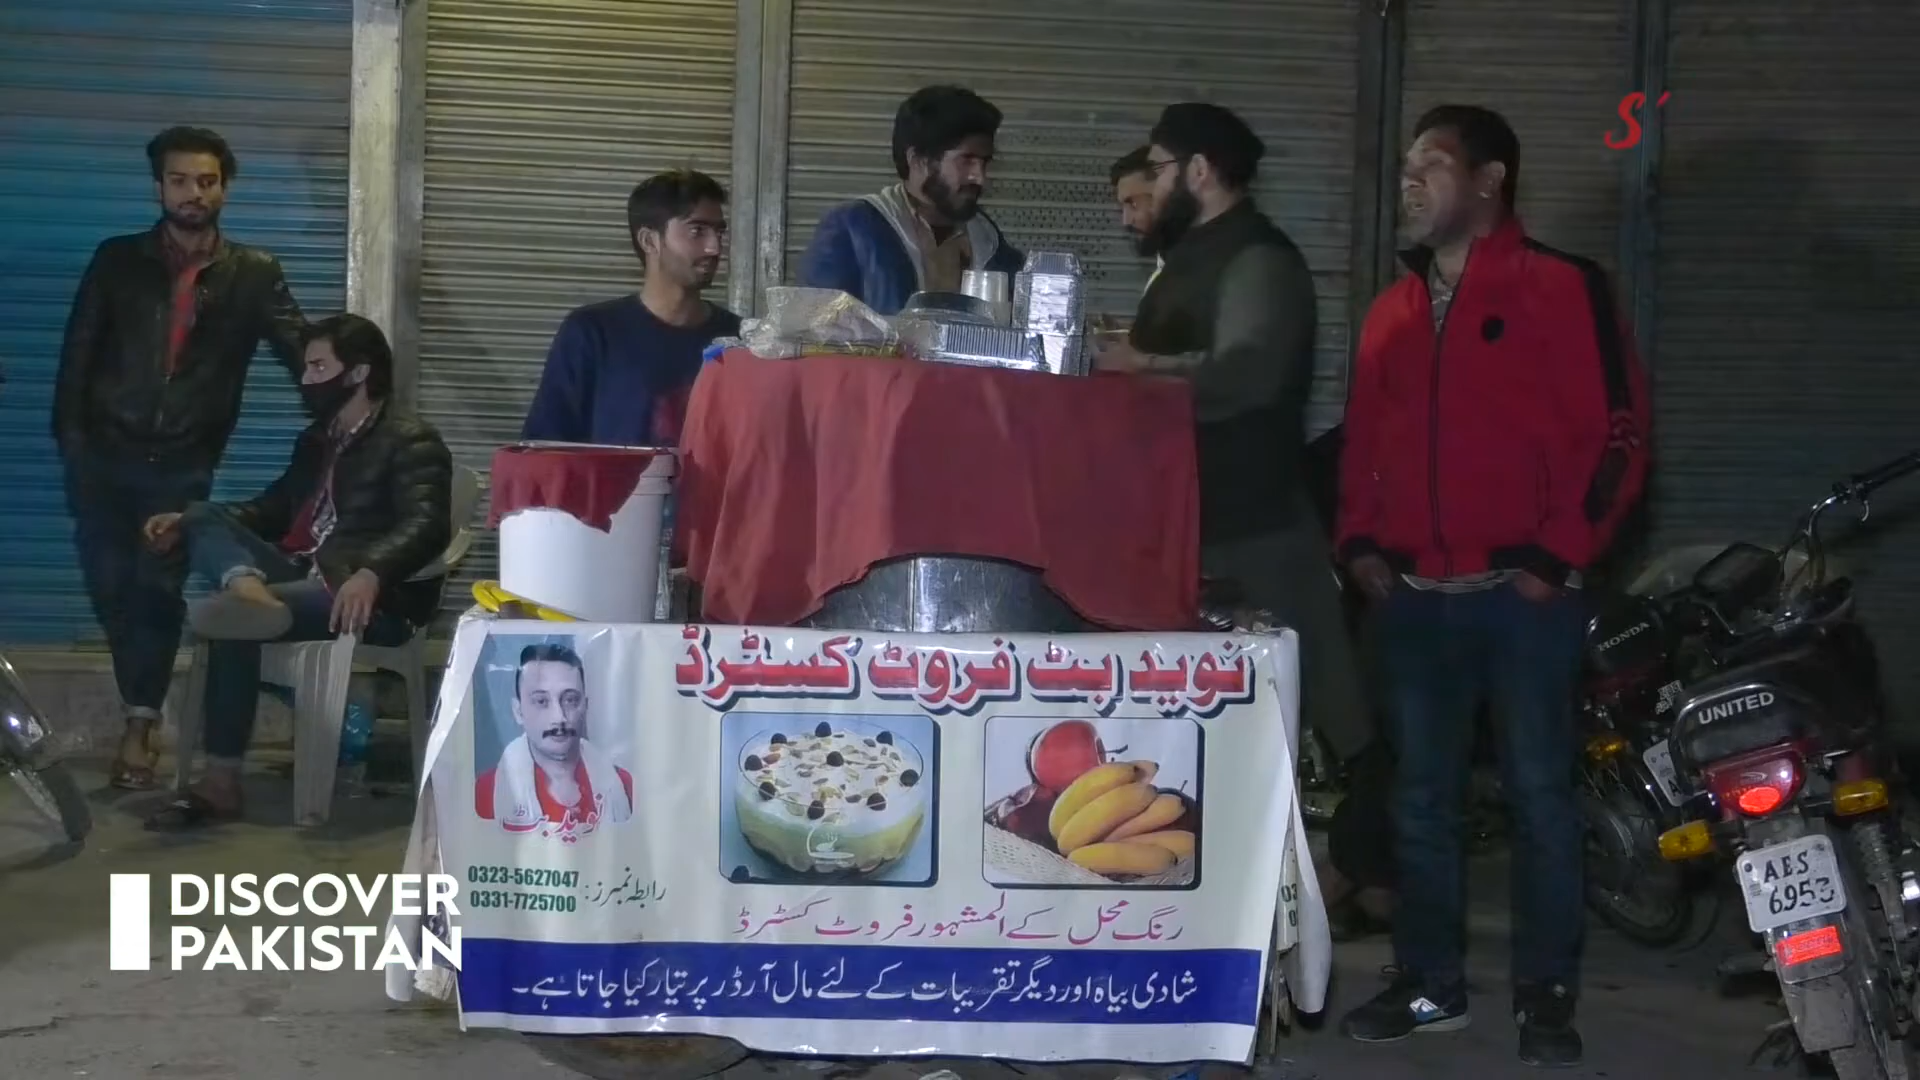 S
نوید بٹ فروٹ کسٹرڈ
نوید بٹ
رابطہ نمبرز:
0323-5627047
0331-7725700
رنگ محل کے المشہور فروٹ کسٹرڈ
شادی بیاہ اور دیگر تقریبات کے لئے مال آرڈر پر تیار کیا جاتا ہے۔
DISCOVER
PAKISTAN
HONDA
UNITED
AES
6953